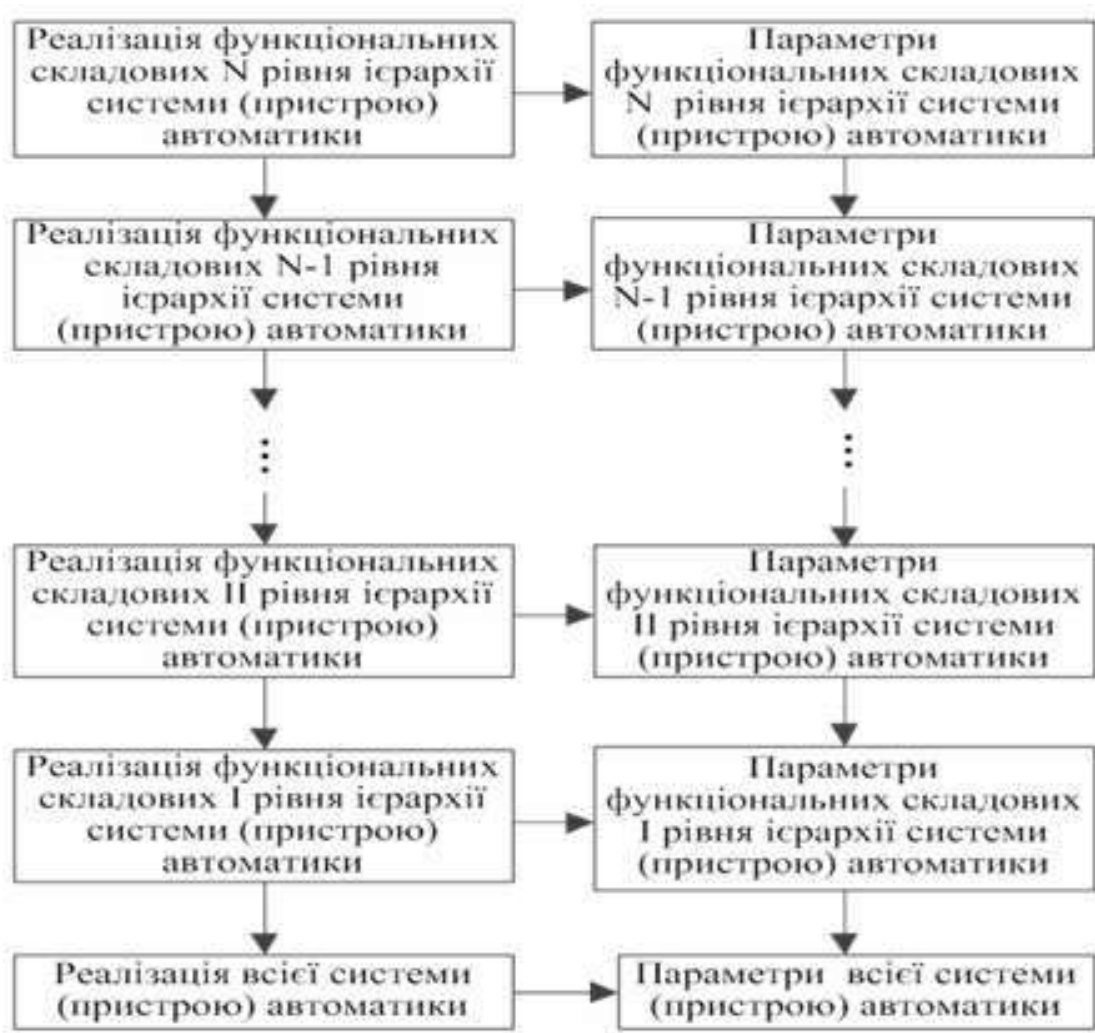 Реалізація функціональних
складових N рівня ієрархії
системи (пристрою)
автоматики
Параметри
функціональних складових
N рівня ієрархії системи
(пристрою) автоматики
Реалізація функціональних
складових N-1 рівня
ієрархії системи
(пристрою) автоматики
Параметри
функціональних складових
N-1 рівня ієрархії системи
(пристрою) автоматики
...
...
Реалізація функціональних
складових II рівня ієрархії
системи (пристрою)
автоматики
Параметри
функціональних складових
II рівня ієрархії системи
(пристрою) автоматики
Реалізація функціональних
складових I рівня ієрархії
системи (пристрою)
автоматики
Параметри
функціональних складових
I рівня ієрархії системи
(пристрою) автоматики
Реалізація всієї системи
(пристрою) автоматики
Параметри всієї системи
(пристрою) автоматики